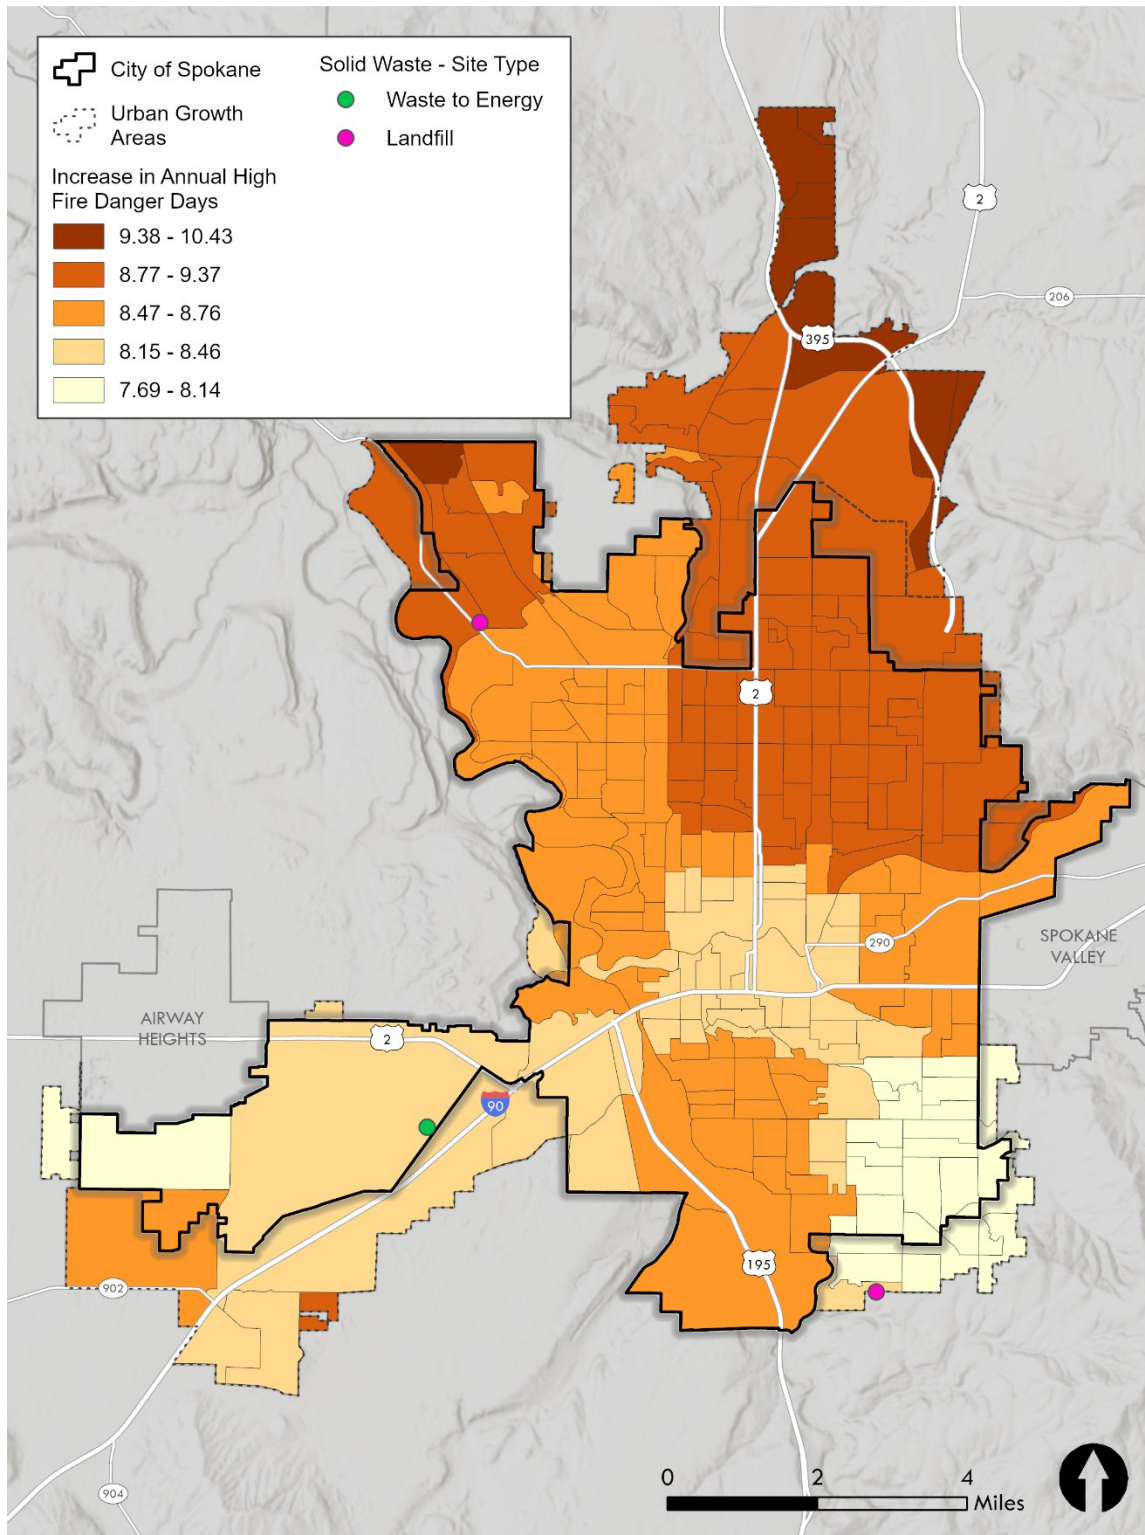 City of Spokane
Urban Growth
Areas
Increase in Annual High
Fire Danger Days
9.38 - 10.43
8.77 - 9.37
8.47 - 8.76
8.15 - 8.46
7.69 - 8.14
Solid Waste - Site Type
Waste to Energy
Landfill
2
206
395
2
290
SPOKANE
VALLEY
AIRWAY
HEIGHTS
2
90
195
902
904
0 2 4
Miles